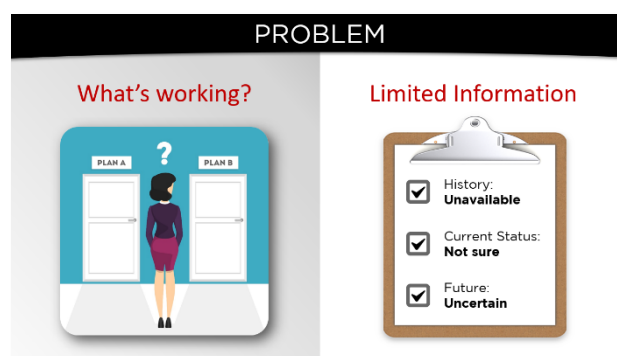 PROBLEM
What's working?
PLAN A
?
PLAN B
Limited Information
History:
Unavailable
Current Status:
Not sure
Future:
Uncertain